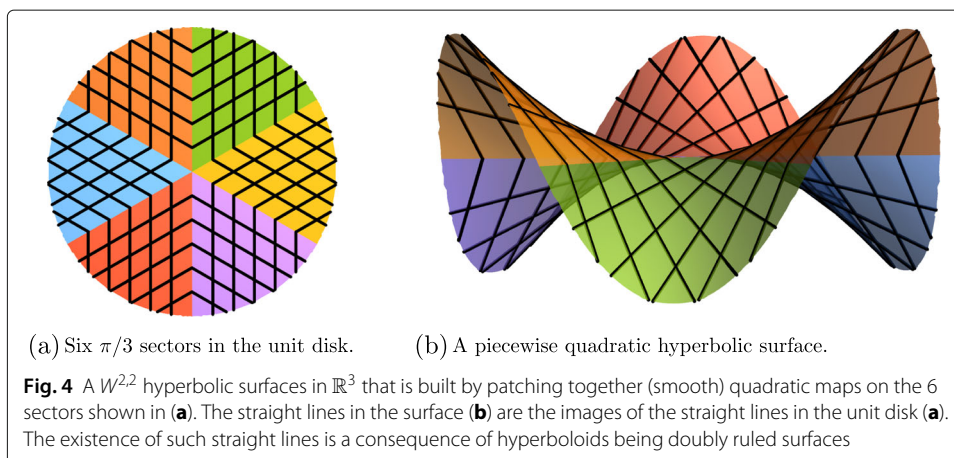 (a) Six π/3 sectors in the unit disk.
(b) A piecewise quadratic hyperbolic surface.
Fig. 4 A W²,² hyperbolic surfaces in ℝ³ that is built by patching together (smooth) quadratic maps on the 6
sectors shown in (a). The straight lines in the surface (b) are the images of the straight lines in the unit disk (a).
The existence of such straight lines is a consequence of hyperboloids being doubly ruled surfaces